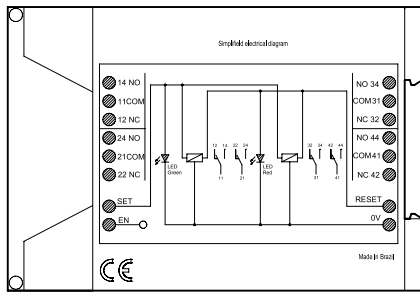 Simplifield electrical diagram
14 NO
11COM
12 NC
24 NO
21COM
22 NC
SET
EN
NO 34
COM31
NC 32
NO 44
COM41
NC 42
RESET
0V
LED
Green
12 14
11
22 24
21
LED
Red
32 34
31
42 44
41
Made in Brazil
CE